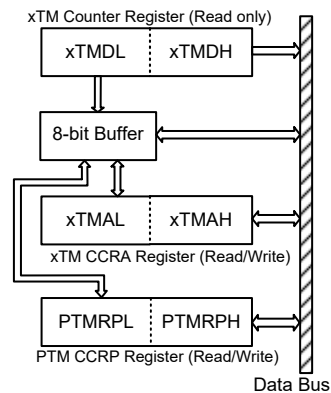 xTM Counter Register (Read only)
xTMDL xTMDH
8-bit Buffer
xTMAL xTMAH
xTM CCRA Register (Read/Write)
PTMRPL PTMRPH
PTM CCRP Register (Read/Write)
Data Bus